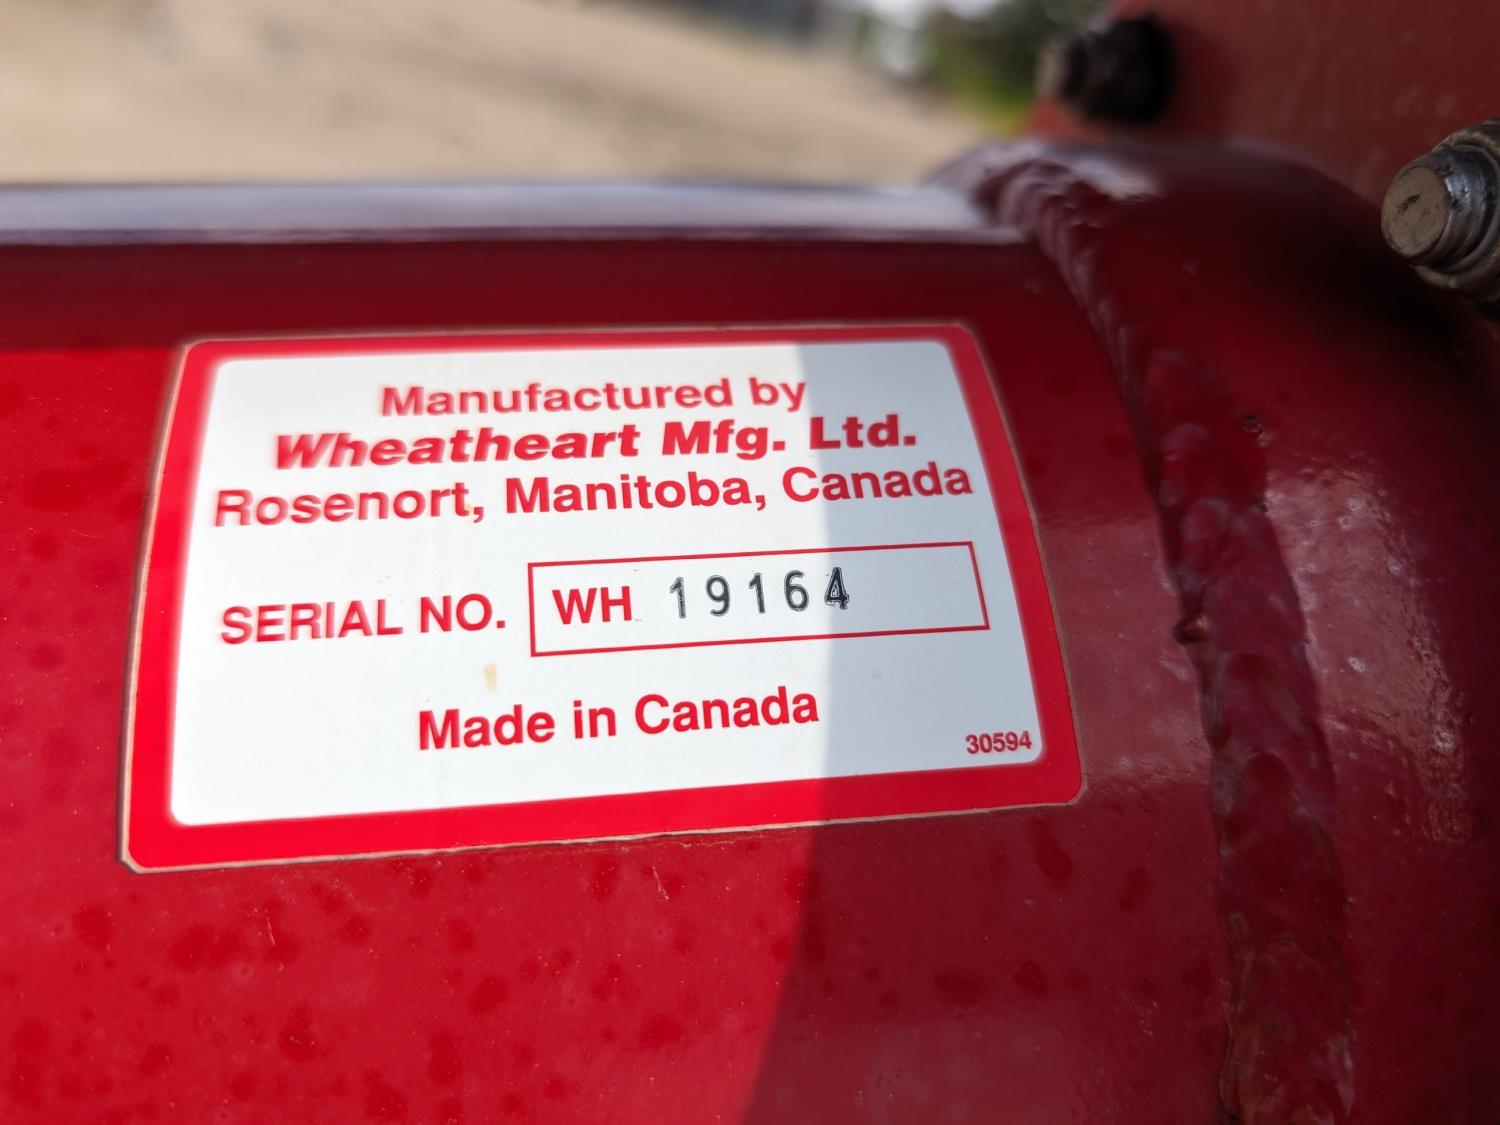 Manufactured by
Wheatheart Mfg. Ltd.
Rosenort, Manitoba, Canada
SERIAL NO. WH 19164
Made in Canada
30594